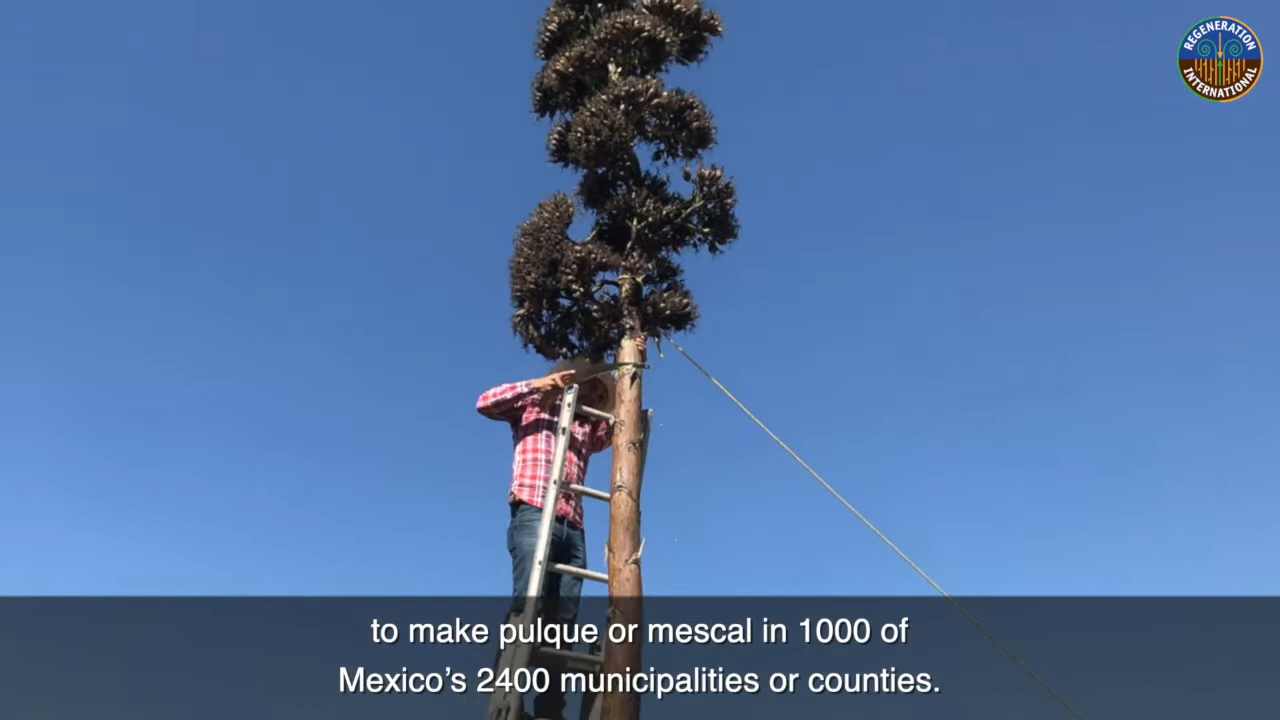 REGENERATION
INTERNATIONAL
to make pulque or mescal in 1000 of
Mexico's 2400 municipalities or counties.